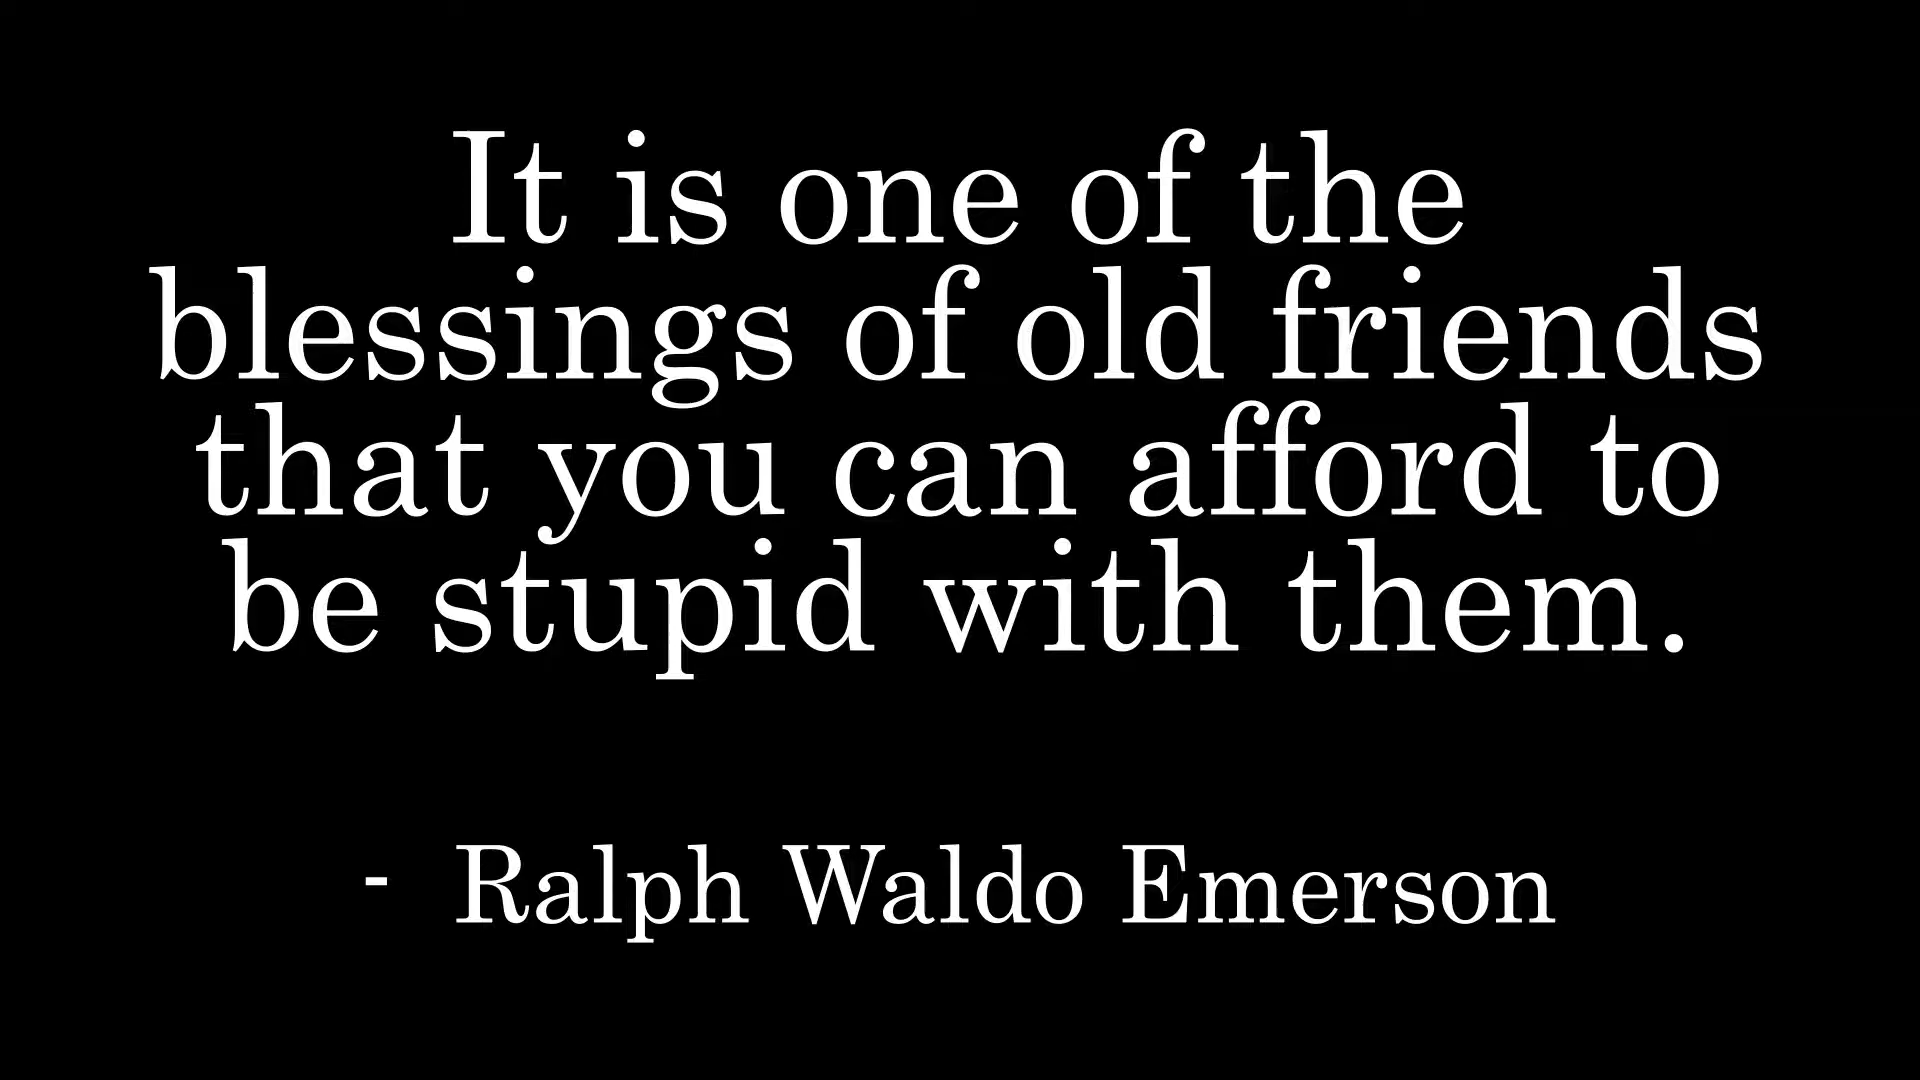 It is one of the
blessings of old friends
that you can afford to
be stupid with them.
- Ralph Waldo Emerson